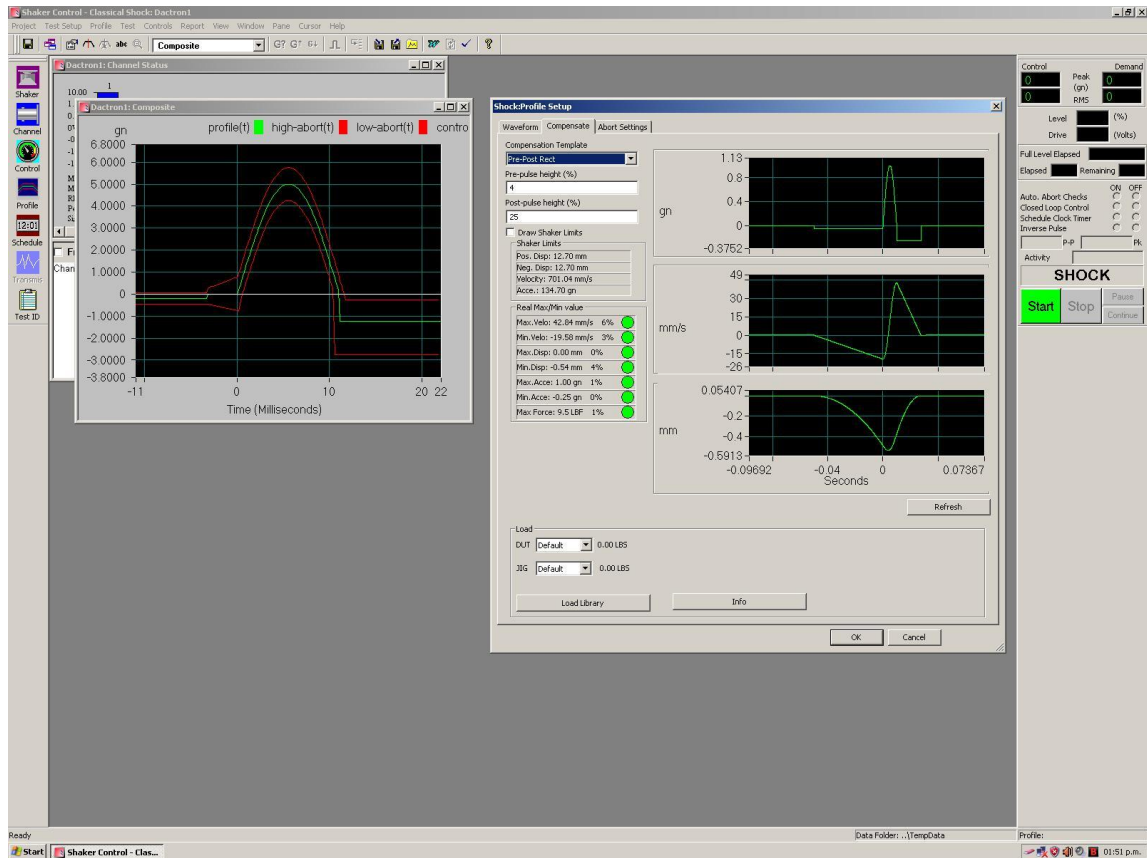 Shaker Control - Classical Shock: Dactron1
Project Test Setup Profile Test Controls Report View Window Pane Cursor Help
abc Composite G?
Shaker
Channel
Control
Profile
12:01
Schedule
Transmis
Test ID
Dactron1: Channel Status
10.00 1
Dactron1: Composite
gn profile(t) high-abort(t) low-abort(t) contro
6.8000
6.0000
5.0000
4.0000
3.0000
2.0000
1.0000
0
-1.0000
-2.0000
-3.0000
-3.8000
-11 0 10 20 22
Time (Milliseconds)
Chan
Shock:Profile Setup
Waveform Compensate Abort Settings
Compensation Template
Pre-Post Rect
Pre-pulse height (%)
4
Post-pulse height (%)
25
Draw Shaker Limits
Shaker Limits
Pos. Disp: 12.70 mm
Neg. Disp: 12.70 mm
Velocity: 701.04 mm/s
Acce.: 134.70 gn
Real Max/Min value
Max.Velo: 42.84 mm/s 6%
Min.Velo: -19.58 mm/s 3%
Max.Disp: 0.00 mm 0%
Min.Disp: -0.54 mm 4%
Max.Acce: 1.00 gn 1%
Min.Acce: -0.25 gn 0%
Max Force: 9.5 LBF 1%
gn
1.13
0.8
0.4
0
-0.3752
mm/s
49
30
15
0
-15
-26
mm
0.05407
-0.2
-0.4
-0.5913
-0.09692 -0.04 0 0.07367
Seconds
Refresh
Load
DUT Default 0.00 LBS
JIG Default 0.00 LBS
Load Library Info
OK Cancel
Control Demand
0 Peak 0
(gn)
0 RMS 0
Level (%)
Drive (Volts)
Full Level Elapsed
Elapsed Remaining
ON OFF
Auto. Abort Checks
Closed Loop Control
Schedule Clock Timer
Inverse Pulse
P-P Pk
Activity
SHOCK
Start Stop Pause
Continue
Ready Data Folder: ..\TempData Profile:
Start Shaker Control - Clas... 01:51 p.m.